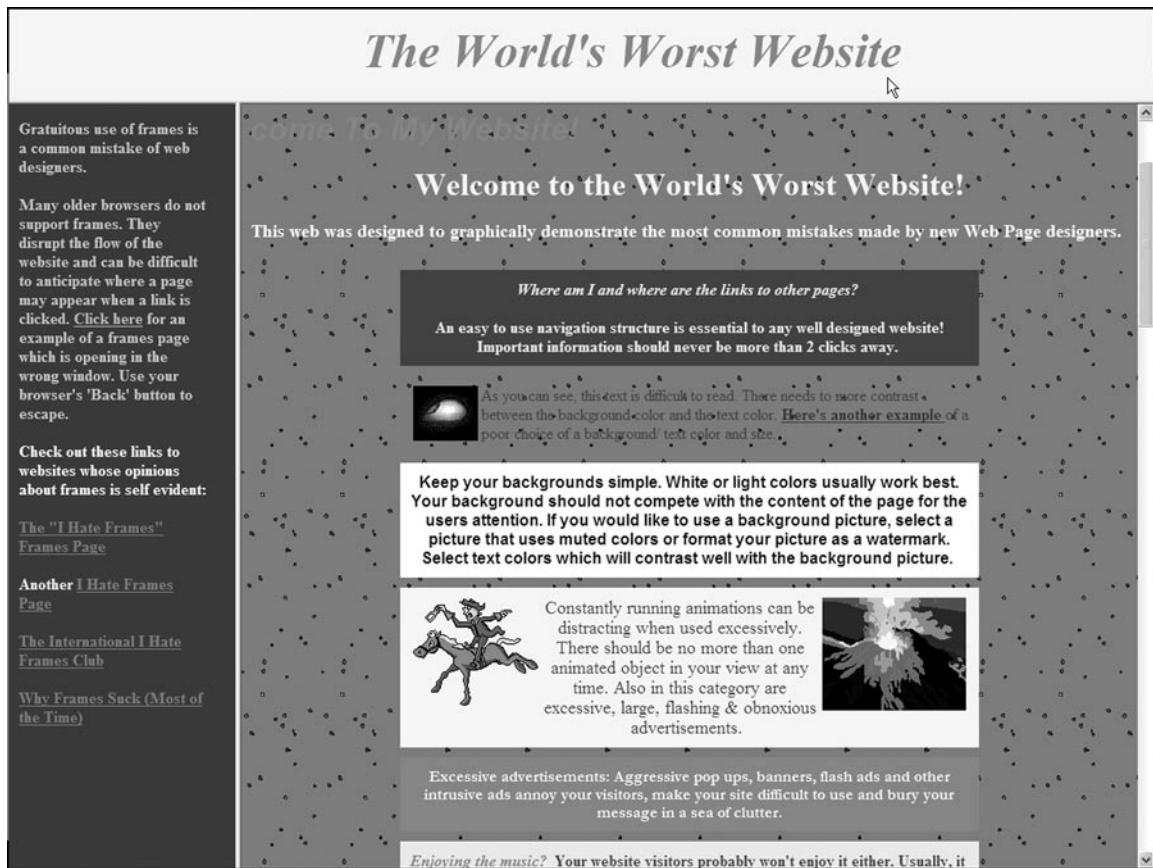 The World's Worst Website
Gratuitous use of frames is
a common mistake of web
designers.
Many older browsers do not
support frames. They
disrupt the flow of the
website and can be difficult
to anticipate where a page
may appear when a link is
clicked. Click here for an
example of a frames page
which is opening in the
wrong window. Use your
browser's 'Back' button to
escape.
Check out these links to
websites whose opinions
about frames is self evident:
The "I Hate Frames"
Frames Page
Another I Hate Frames
Page
The International I Hate
Frames Club
Why Frames Suck (Most of
the Time)
come To My Website!
Welcome to the World's Worst Website!
This web was designed to graphically demonstrate the most common mistakes made by new Web Page designers.
Where am I and where are the links to other pages?
An easy to use navigation structure is essential to any well designed website!
Important information should never be more than 2 clicks away.
As you can see, this text is difficult to read. There needs to more contrast
between the background color and the text color. Here's another example of a
poor choice of a background/ text color and size.
Keep your backgrounds simple. White or light colors usually work best.
Your background should not compete with the content of the page for the
users attention. If you would like to use a background picture, select a
picture that uses muted colors or format your picture as a watermark.
Select text colors which will contrast well with the background picture.
Constantly running animations can be
distracting when used excessively.
There should be no more than one
animated object in your view at any
time. Also in this category are
excessive, large, flashing & obnoxious
advertisements.
Excessive advertisements: Aggressive pop ups, banners, flash ads and other
intrusive ads annoy your visitors, make your site difficult to use and bury your
message in a sea of clutter.
Enjoying the music? Your website visitors probably won't enjoy it either. Usually, it